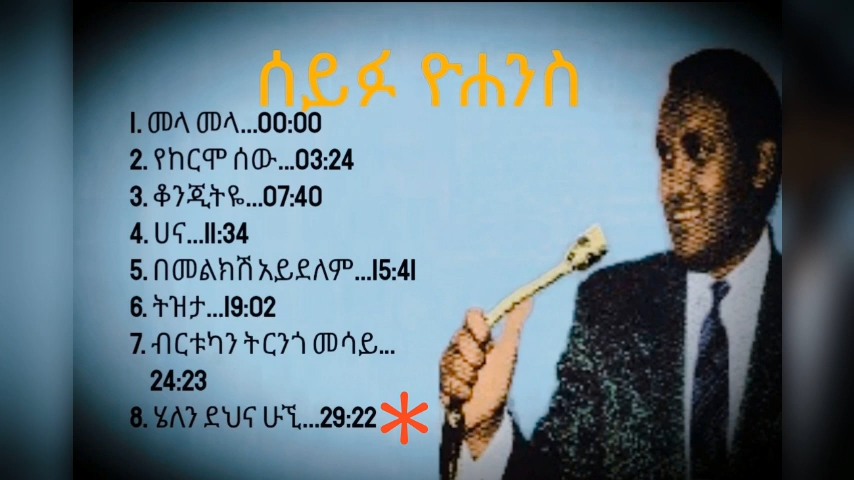 ሰይፉ ዮሐንስ
1. መላ መላ...00:00
2. የከርሞ ሰው...03:24
3. ቆንጂትዬ...07:40
4. ሀና...11:34
5. በመልክሽ አይደለም...15:41
6. ትዝታ...19:02
7. ብርቱካን ትርንጎ መሳይ...
24:23
8. ሄለን ደህና ሁኚ...29:22